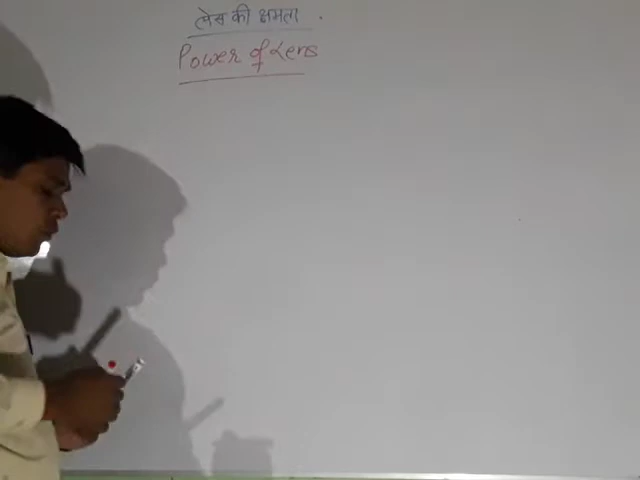 लेंस की क्षमता .
Power of Lens